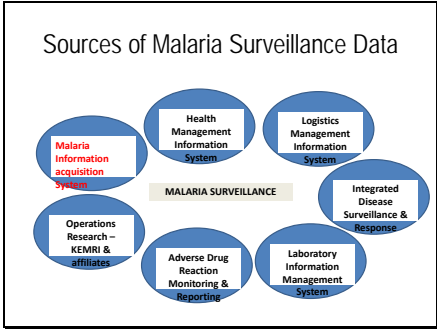 Sources of Malaria Surveillance Data
Health
Management
Information
System
Logistics
Management
Information
System
Malaria
Information
acquisition
System
MALARIA SURVEILLANCE
Integrated
Disease
Surveillance &
Response
Operations
Research –
KEMRI &
affiliates
Adverse Drug
Reaction
Monitoring &
Reporting
Laboratory
Information
Management
System